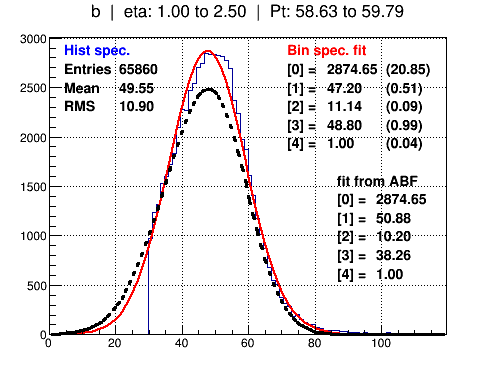 b | eta: 1.00 to 2.50 | Pt: 58.63 to 59.79
Hist spec.
Entries 65860
Mean 49.55
RMS 10.90
Bin spec. fit
[0] = 2874.65 (20.85)
[1] = 47.20 (0.51)
[2] = 11.14 (0.09)
[3] = 48.80 (0.99)
[4] = 1.00 (0.04)
fit from ABF
[0] = 2874.65
[1] = 50.88
[2] = 10.20
[3] = 38.26
[4] = 1.00
3000
2500
2000
1500
1000
500
0
0 20 40 60 80 100